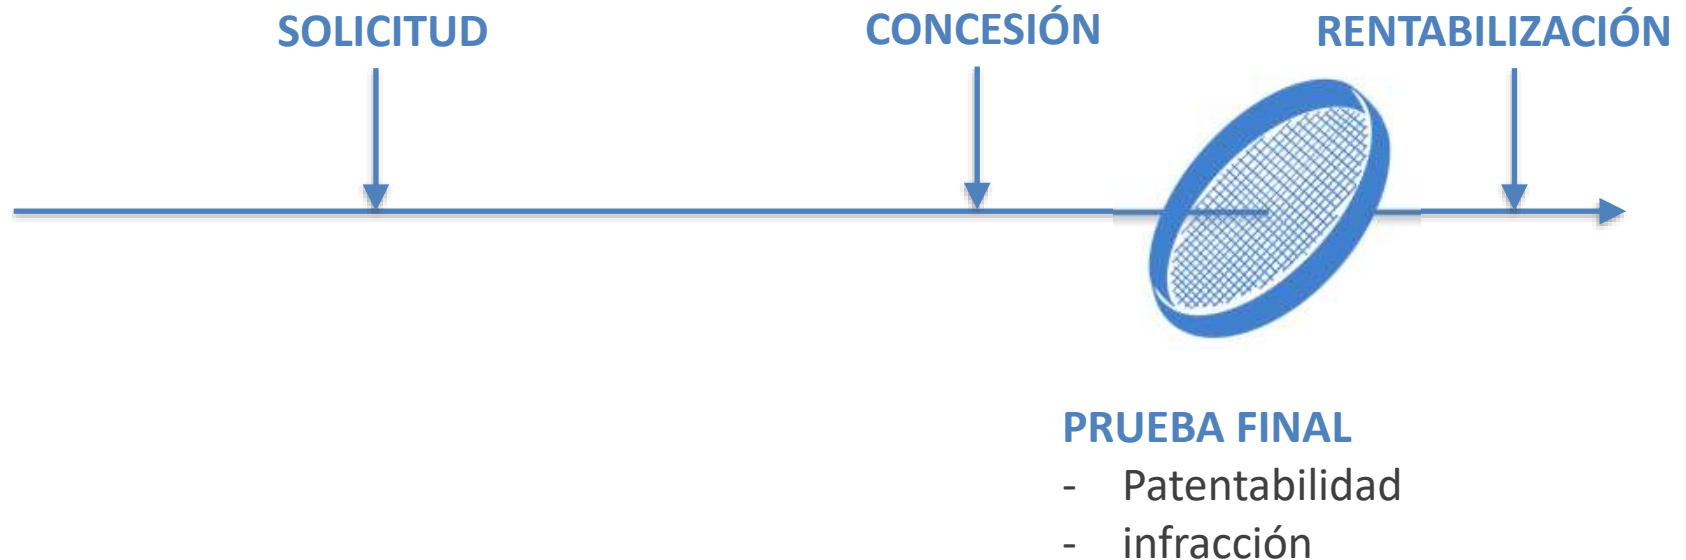 SOLICITUD
CONCESIÓN
RENTABILIZACIÓN
PRUEBA FINAL
- Patentabilidad
- infracción